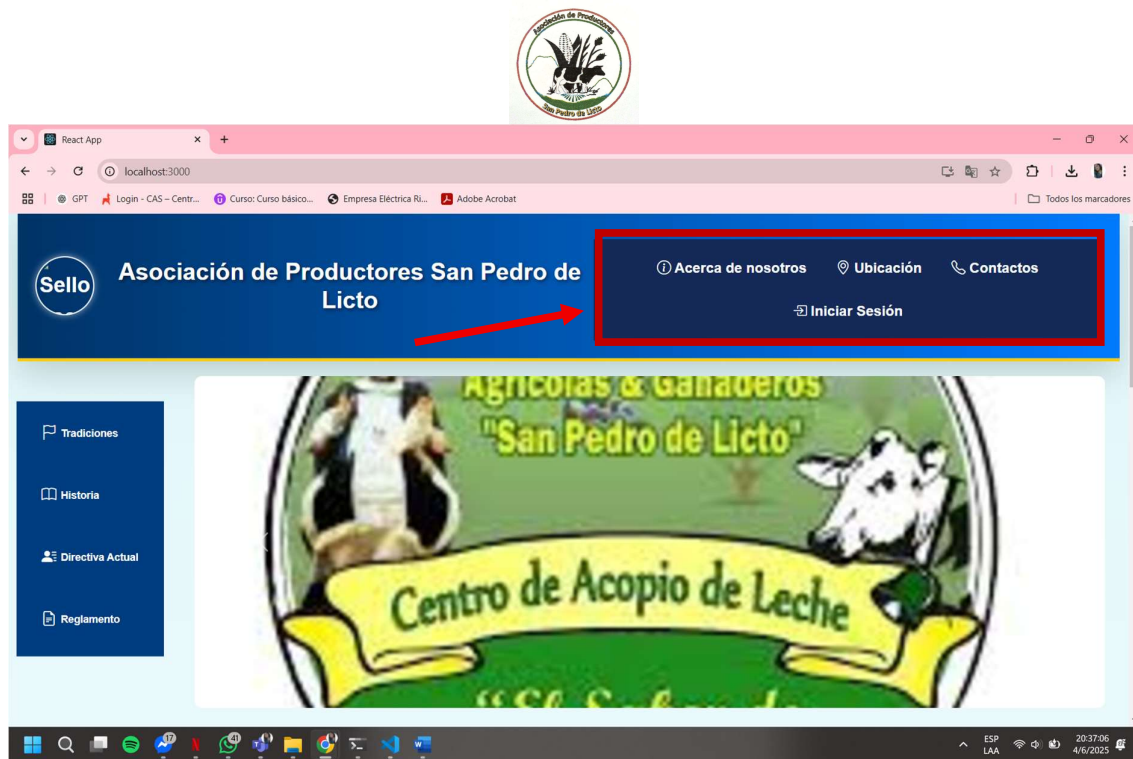 Asociación de Productores
San Pedro de Licto
React App
localhost:3000
GPT
Login - CAS – Centr...
Curso: Curso básico...
Empresa Eléctrica Ri...
Adobe Acrobat
Todos los marcadores
Sello
Asociación de Productores San Pedro de
Licto
Acerca de nosotros
Ubicación
Contactos
Iniciar Sesión
Tradiciones
Historia
Directiva Actual
Reglamento
Agrícolas & Ganaderos
"San Pedro de Licto"
Centro de Acopio de Leche
17
41
ESP
LAA
20:37:06
4/6/2025